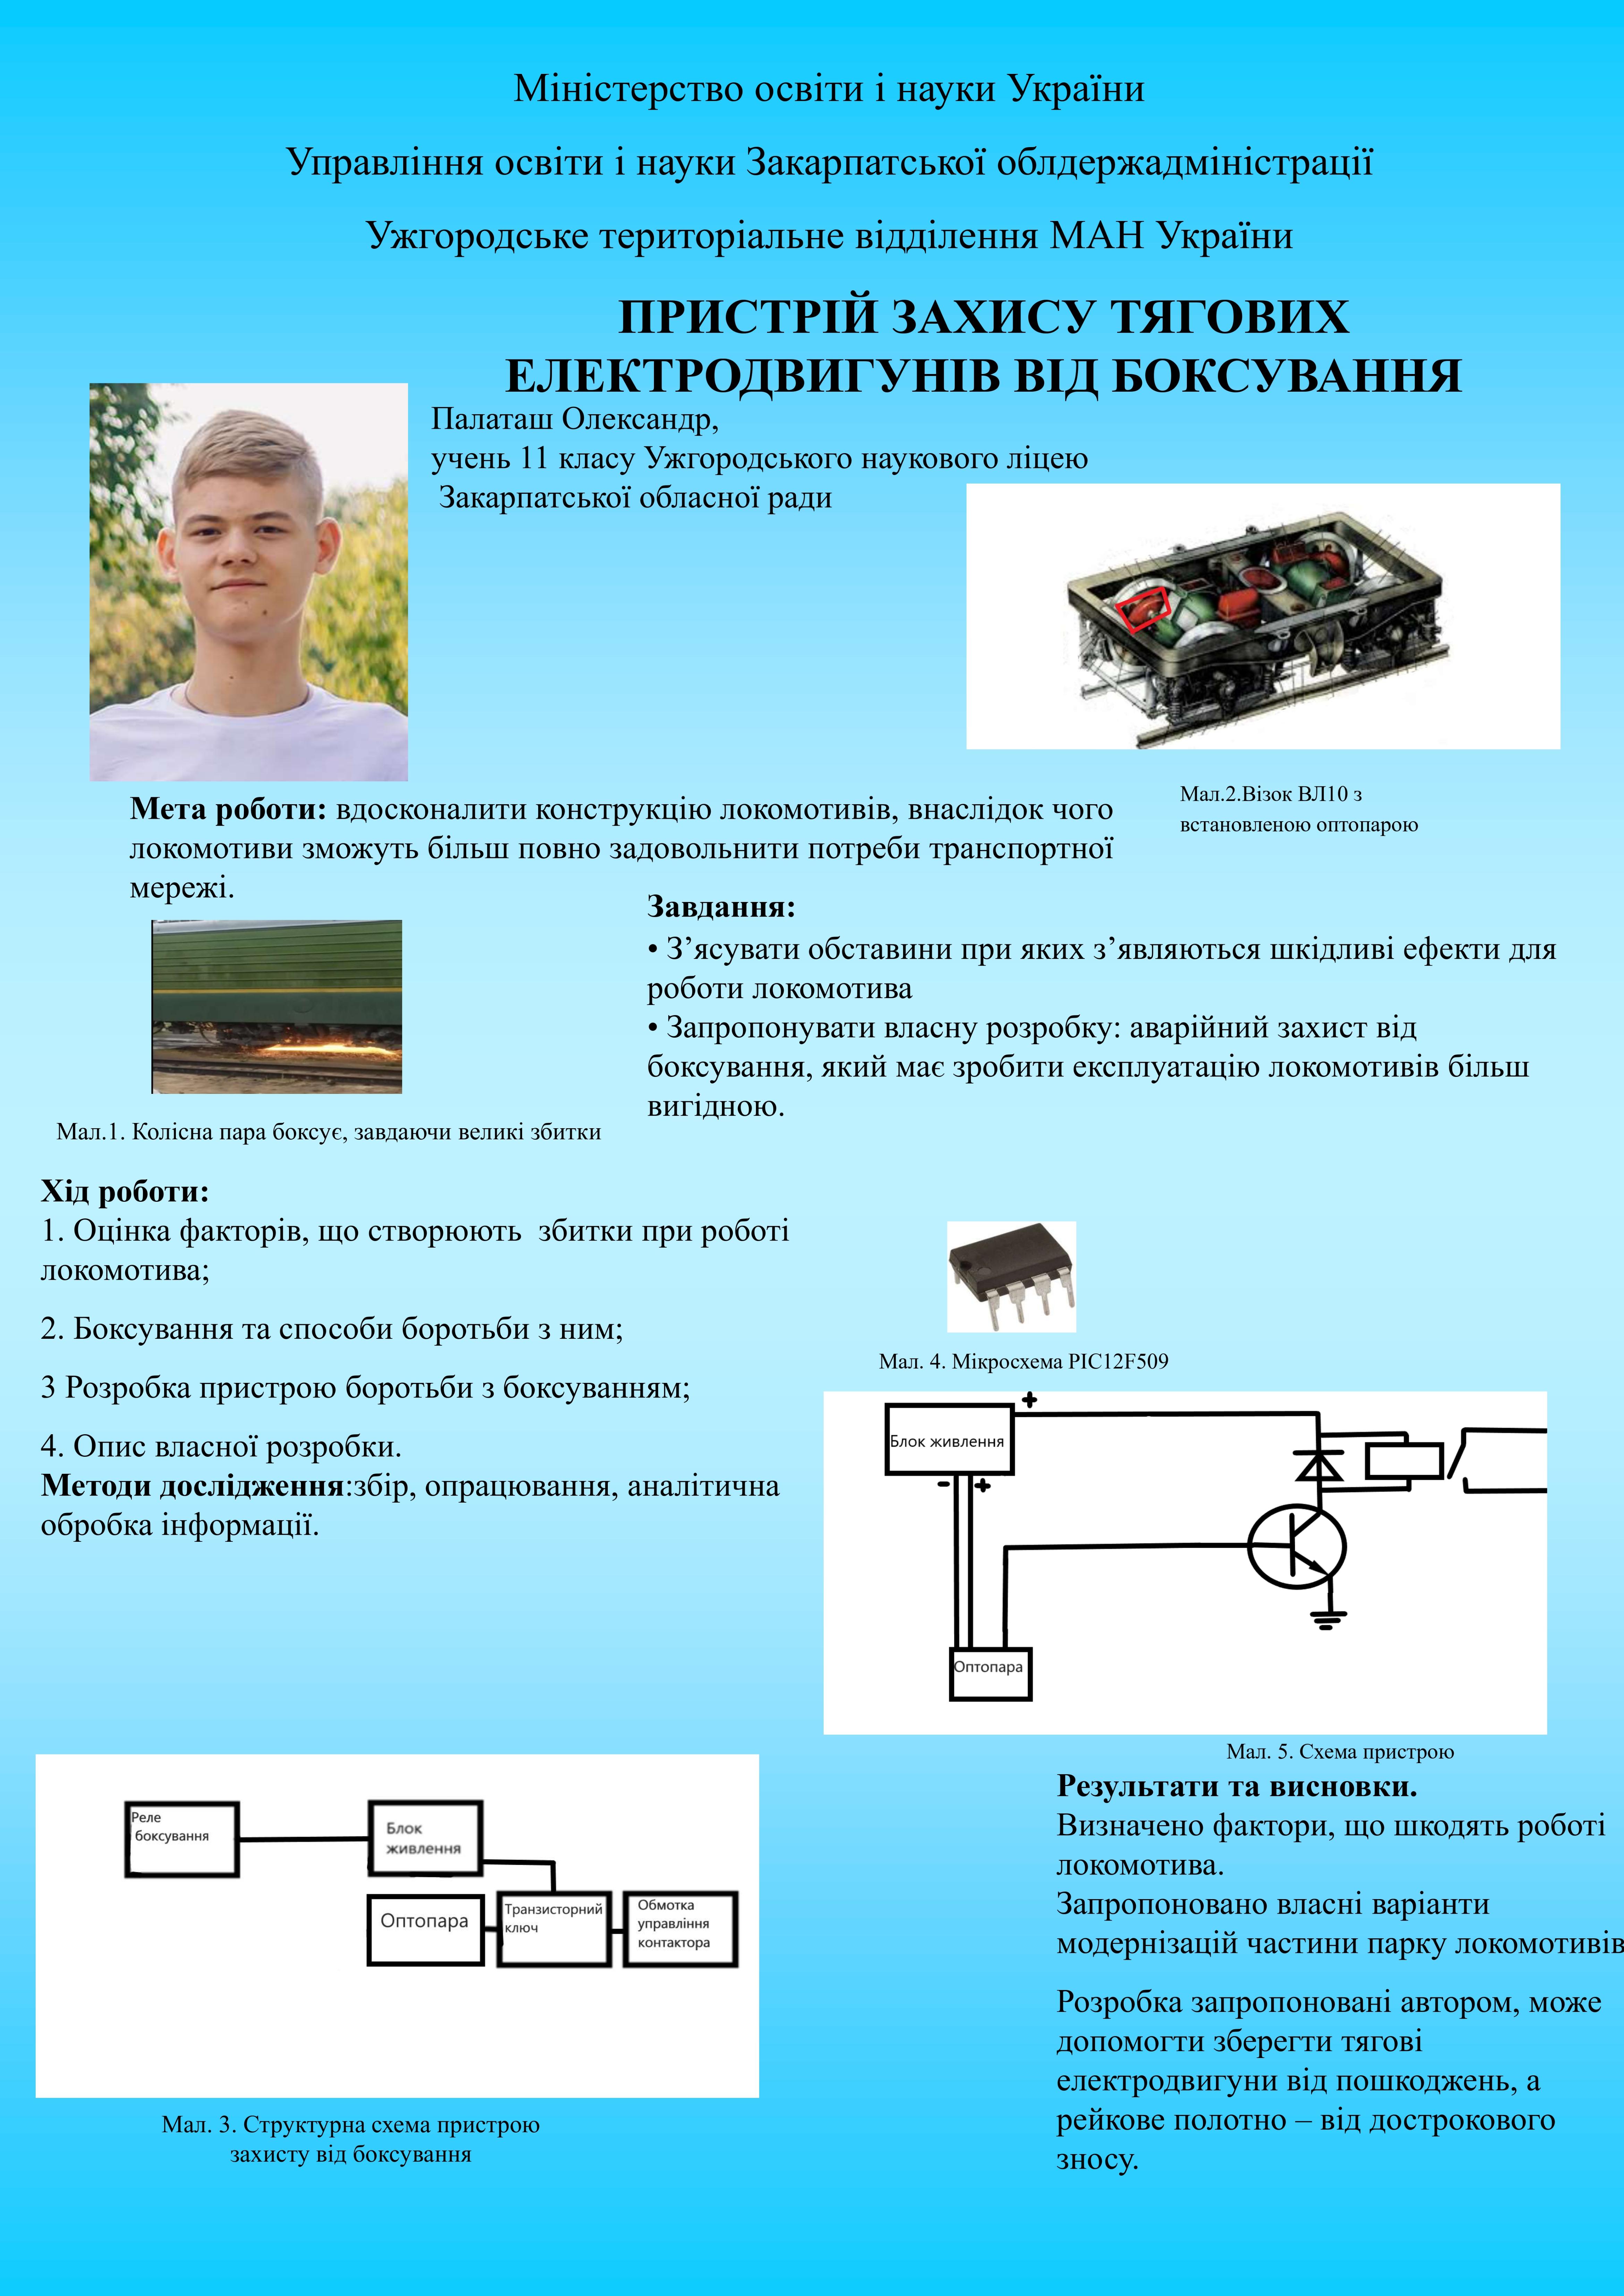 Міністерство освіти і науки України
Управління освіти і науки Закарпатської облдержадміністрації
Ужгородське територіальне відділення МАН України
ПРИСТРІЙ ЗАХИСУ ТЯГОВИХ
ЕЛЕКТРОДВИГУНІВ ВІД БОКСУВАННЯ
Палаташ Олександр,
учень 11 класу Ужгородського наукового ліцею
Закарпатської обласної ради
Мал.2.Візок ВЛ10 з
встановленою оптопарою
Мета роботи: вдосконалити конструкцію локомотивів, внаслідок чого
локомотиви зможуть більш повно задовольнити потреби транспортної
мережі.
Завдання:
• З’ясувати обставини при яких з’являються шкідливі ефекти для
роботи локомотива
• Запропонувати власну розробку: аварійний захист від
боксування, який має зробити експлуатацію локомотивів більш
вигідною.
Мал.1. Колісна пара боксує, завдаючи великі збитки
Хід роботи:
1. Оцінка факторів, що створюють  збитки при роботі
локомотива;
2. Боксування та способи боротьби з ним;
3 Розробка пристрою боротьби з боксуванням;
4. Опис власної розробки.
Методи дослідження:збір, опрацювання, аналітична
обробка інформації.
Мал. 4. Мікросхема PIC12F509
+
Блок живлення
- +
Оптопара
Мал. 5. Схема пристрою
Реле
боксування
Блок
живлення
Оптопара
Транзисторний
ключ
Обмотка
управління
контактора
Мал. 3. Структурна схема пристрою
захисту від боксування
Результати та висновки.
Визначено фактори, що шкодять роботі
локомотива.
Запропоновано власні варіанти
модернізацій частини парку локомотивів
Розробка запропоновані автором, може
допомогти зберегти тягові
електродвигуни від пошкоджень, а
рейкове полотно – від дострокового
зносу.